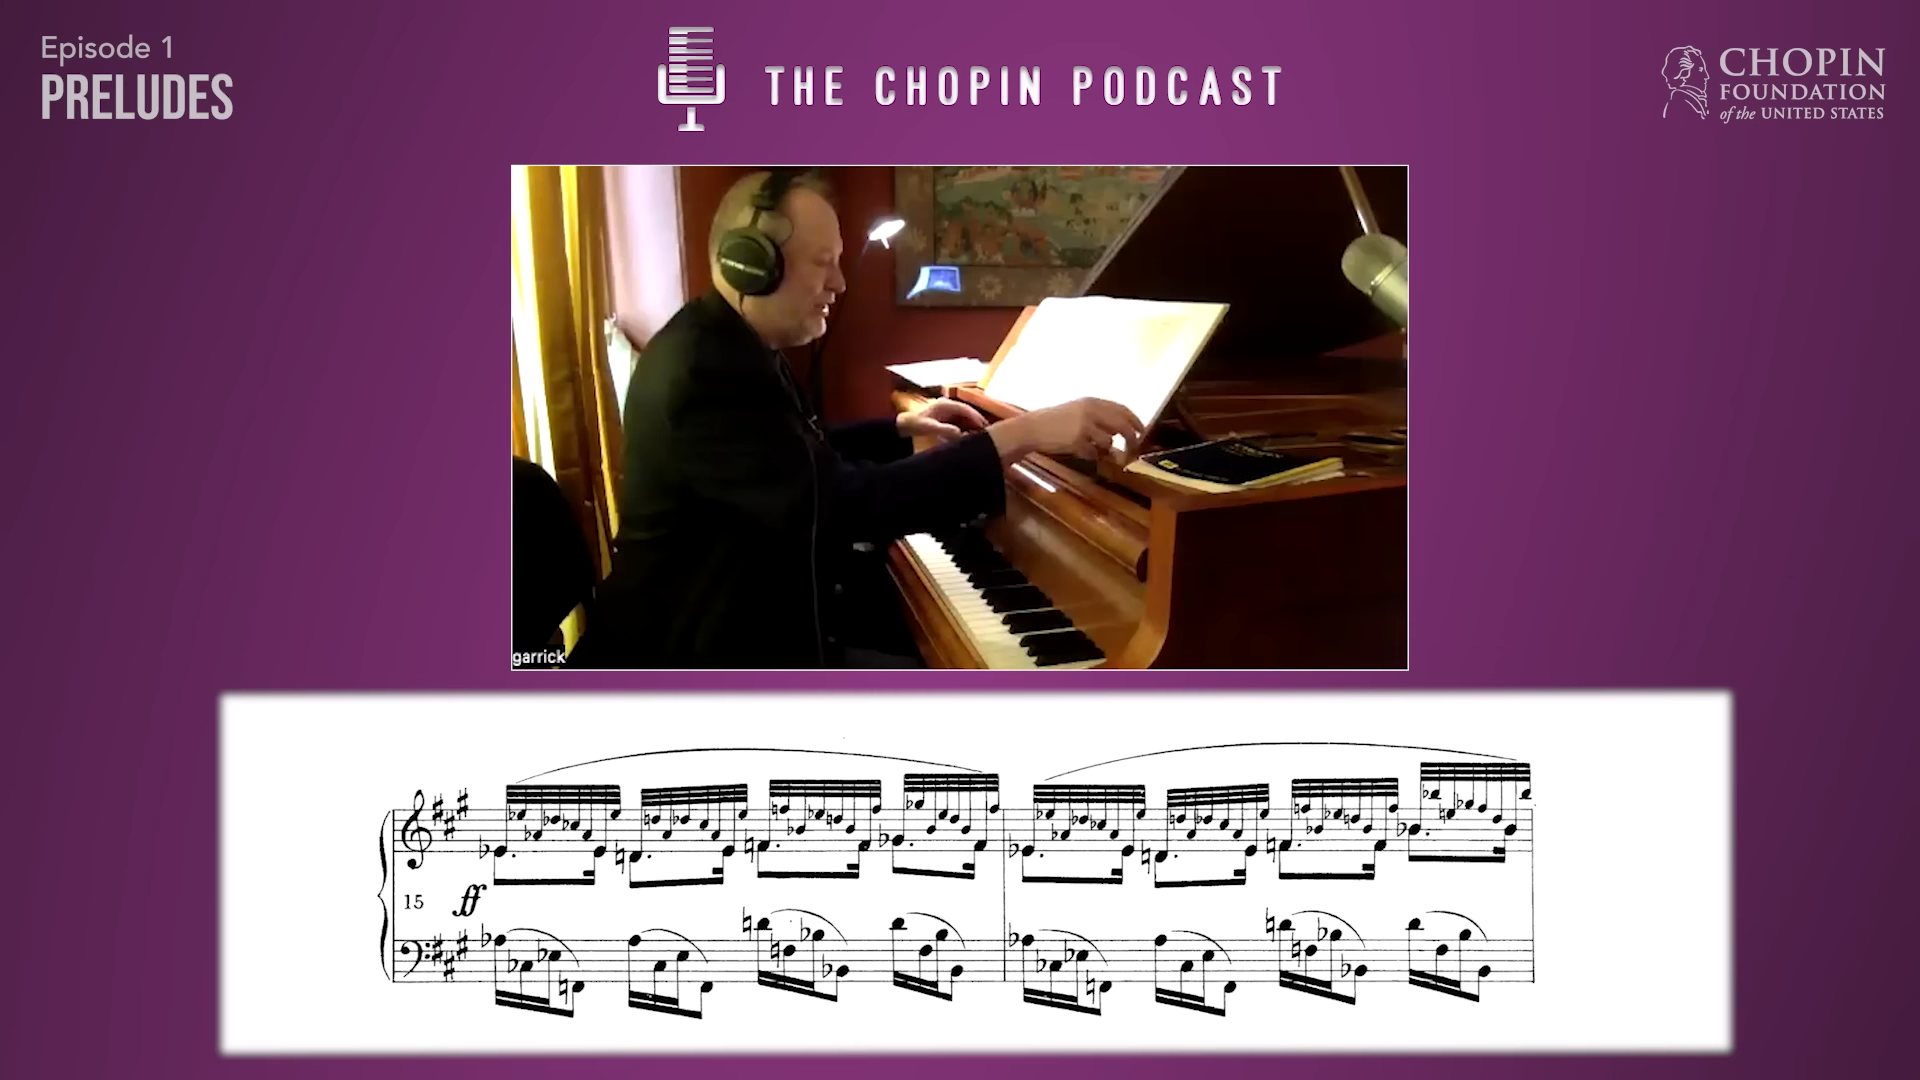 Episode 1
PRELUDES
THE CHOPIN PODCAST
CHOPIN
FOUNDATION
of the UNITED STATES
garrick
15
ff